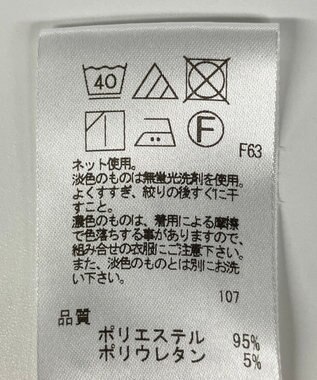 40
F
F63
ネット使用。
淡色のものは無蛍光洗剤を使用。
よくすすぎ、絞りの後すぐに干
すこと。
濃色のものは、着用による摩擦
で色落ちする事がありますので、
組み合せの衣服にご注意下さい。
また、淡色のものとは別にお洗
い下さい。
107
品質
ポリエステル 95%
ポリウレタン 5%